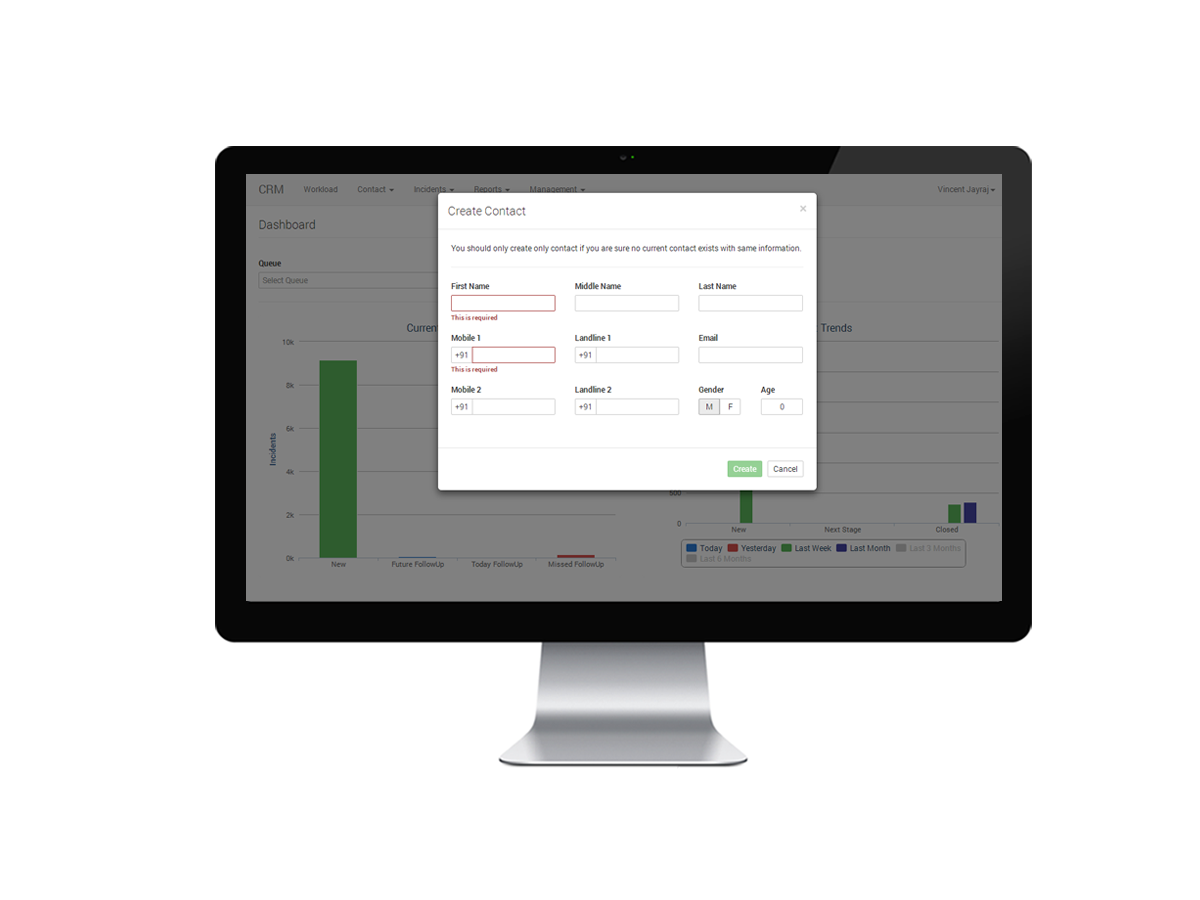 CRM Workload Contact Incidents Reports Management Vincent Jayraj
Dashboard
Queue
Select Queue
Create Contact ×
You should only create only contact if you are sure no current contact exists with same information.
First Name Middle Name Last Name
This is required
Mobile 1 Landline 1 Email
+91 +91
This is required
Mobile 2 Landline 2 Gender Age
+91 +91 M F 0
Create Cancel
Current
Incidents
10k
8k
6k
4k
2k
0k
New Future FollowUp Today FollowUp Missed FollowUp
Trends
500
0
New Next Stage Closed
Today Yesterday Last Week Last Month Last 3 Months
Last 6 Months